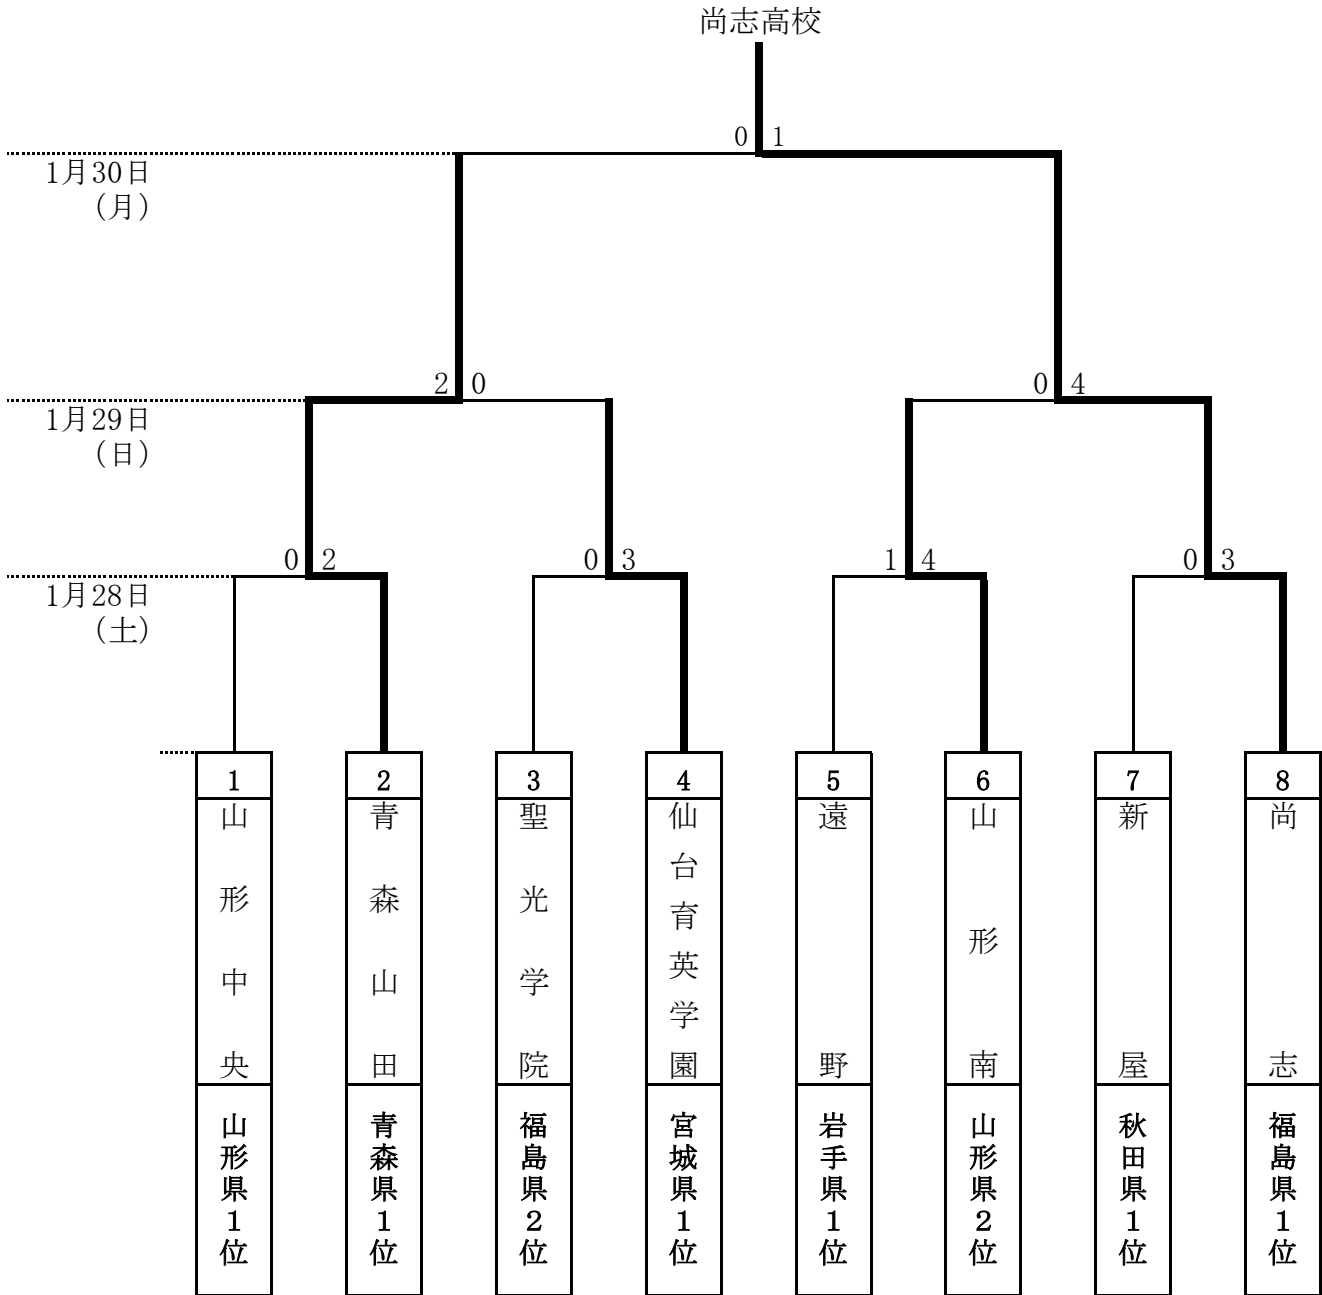 尚志高校
0 1
1月30日
(月)
2 0
0 4
1月29日
(日)
0 2
0 3
1 4
0 3
1月28日
(土)
1
山形中央
山形県1位
2
青森山田
青森県1位
3
聖光学院
福島県2位
4
仙台育英学園
宮城県1位
5
遠野
岩手県1位
6
山形南
山形県2位
7
新屋
秋田県1位
8
尚志
福島県1位